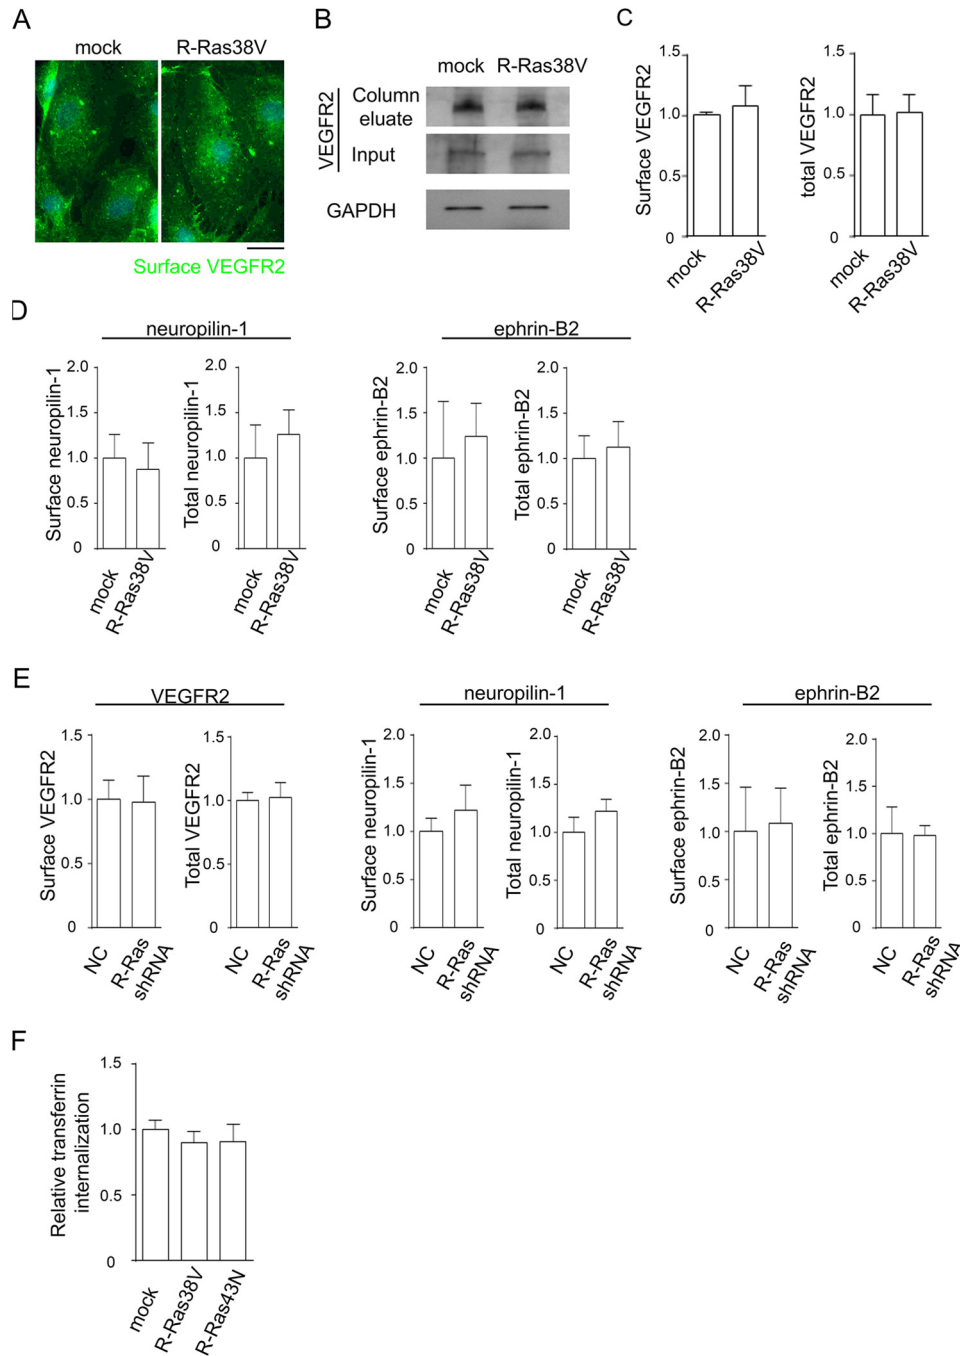 A
mock
R-Ras38V
Surface VEGFR2
B
mock R-Ras38V
VEGFR2
Column
eluate
Input
GAPDH
C
Surface VEGFR2
1.5
1.0
0.5
0
mock
R-Ras38V
total VEGFR2
1.5
1.0
0.5
0
mock
R-Ras38V
D
neuropilin-1
Surface neuropilin-1
2.0
1.5
1.0
0.5
0
mock
R-Ras38V
Total neuropilin-1
2.0
1.5
1.0
0.5
0
mock
R-Ras38V
ephrin-B2
Surface ephrin-B2
2.0
1.5
1.0
0.5
0
mock
R-Ras38V
Total ephrin-B2
2.0
1.5
1.0
0.5
0
mock
R-Ras38V
E
VEGFR2
Surface VEGFR2
1.5
1.0
0.5
0
NC
R-Ras
shRNA
Total VEGFR2
1.5
1.0
0.5
0
NC
R-Ras
shRNA
neuropilin-1
Surface neuropilin-1
2.0
1.5
1.0
0.5
0
NC
R-Ras
shRNA
Total neuropilin-1
2.0
1.5
1.0
0.5
0
NC
R-Ras
shRNA
ephrin-B2
Surface ephrin-B2
2.0
1.5
1.0
0.5
0
NC
R-Ras
shRNA
Total ephrin-B2
2.0
1.5
1.0
0.5
0
NC
R-Ras
shRNA
F
Relative transferrin
internalization
1.5
1.0
0.5
0
mock
R-Ras38V
R-Ras43N